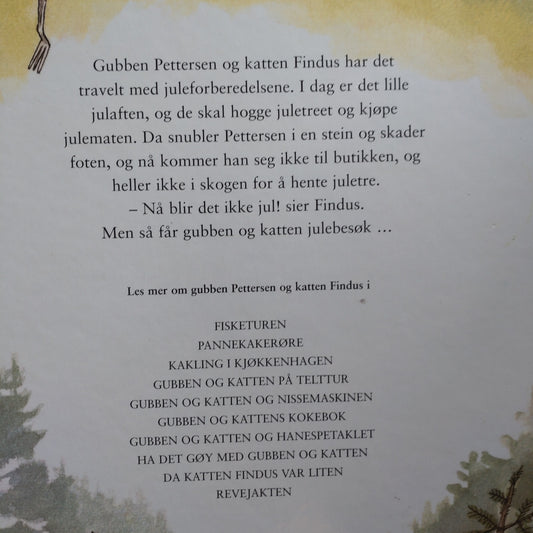 Gubben Pettersen og katten Findus har det
travelt med juleforberedelsene. I dag er det lille
julaften, og de skal hogge juletreet og kjøpe
julematen. Da snubler Pettersen i en stein og skader
foten, og nå kommer han seg ikke til butikken, og
heller ikke i skogen for å hente juletre.
– Nå blir det ikke jul! sier Findus.
Men så får gubben og katten julebesøk ...
Les mer om gubben Pettersen og katten Findus i
FISKETUREN
PANNEKAKERØRE
KAKLING I KJØKKENHAGEN
GUBBEN OG KATTEN PÅ TELTTUR
GUBBEN OG KATTEN OG NISSEMASKINEN
GUBBEN OG KATTENS KOKEBOK
GUBBEN OG KATTEN OG HANESPETAKLET
HA DET GØY MED GUBBEN OG KATTEN
DA KATTEN FINDUS VAR LITEN
REVEJAKTEN